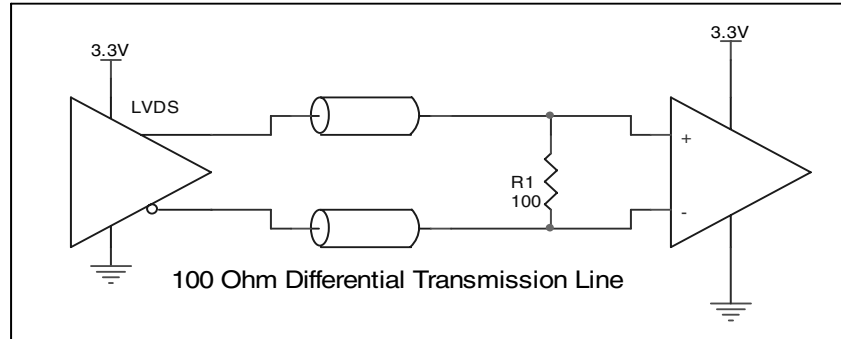 3.3V
3.3V
LVDS
+
R1
100
-
100 Ohm Differential Transmission Line